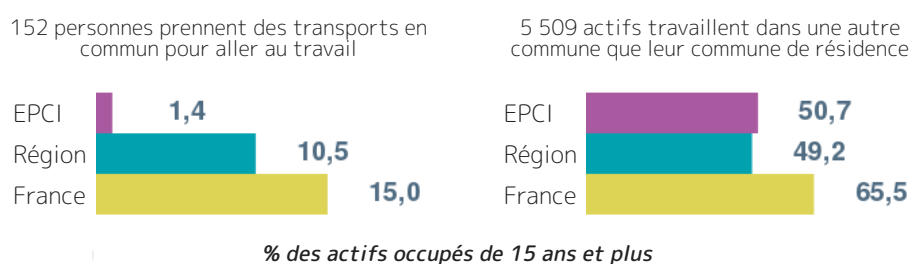 152 personnes prennent des transports en
commun pour aller au travail
EPCI 1,4
Région 10,5
France 15,0
5 509 actifs travaillent dans une autre
commune que leur commune de résidence
EPCI 50,7
Région 49,2
France 65,5
% des actifs occupés de 15 ans et plus